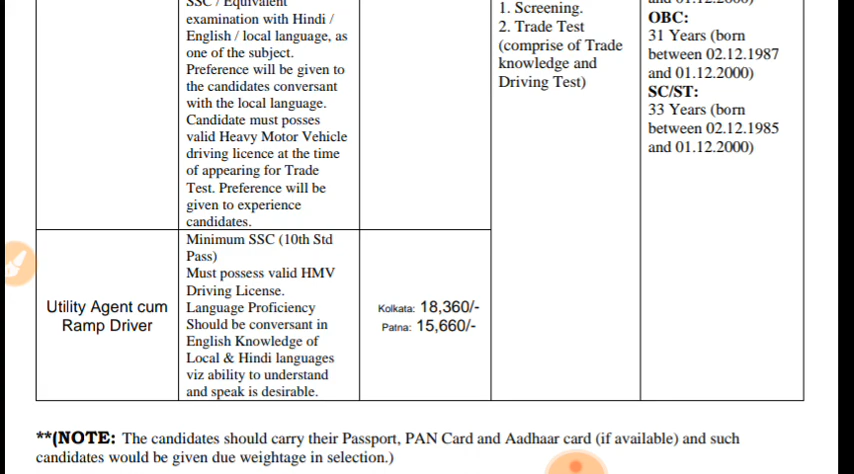 SSC / Equivalent
examination with Hindi /
English / local language, as
one of the subject.
Preference will be given to
the candidates conversant
with the local language.
Candidate must posses
valid Heavy Motor Vehicle
driving licence at the time
of appearing for Trade
Test. Preference will be
given to experience
candidates.
1. Screening.
2. Trade Test
(comprise of Trade
knowledge and
Driving Test)
and 01.12.2000)
OBC:
31 Years (born
between 02.12.1987
and 01.12.2000)
SC/ST:
33 Years (born
between 02.12.1985
and 01.12.2000)
Utility Agent cum
Ramp Driver
Minimum SSC (10th Std
Pass)
Must possess valid HMV
Driving License.
Language Proficiency
Should be conversant in
English Knowledge of
Local & Hindi languages
viz ability to understand
and speak is desirable.
Kolkata: 18,360/-
Patna: 15,660/-
**(NOTE: The candidates should carry their Passport, PAN Card and Aadhaar card (if available) and such
candidates would be given due weightage in selection.)